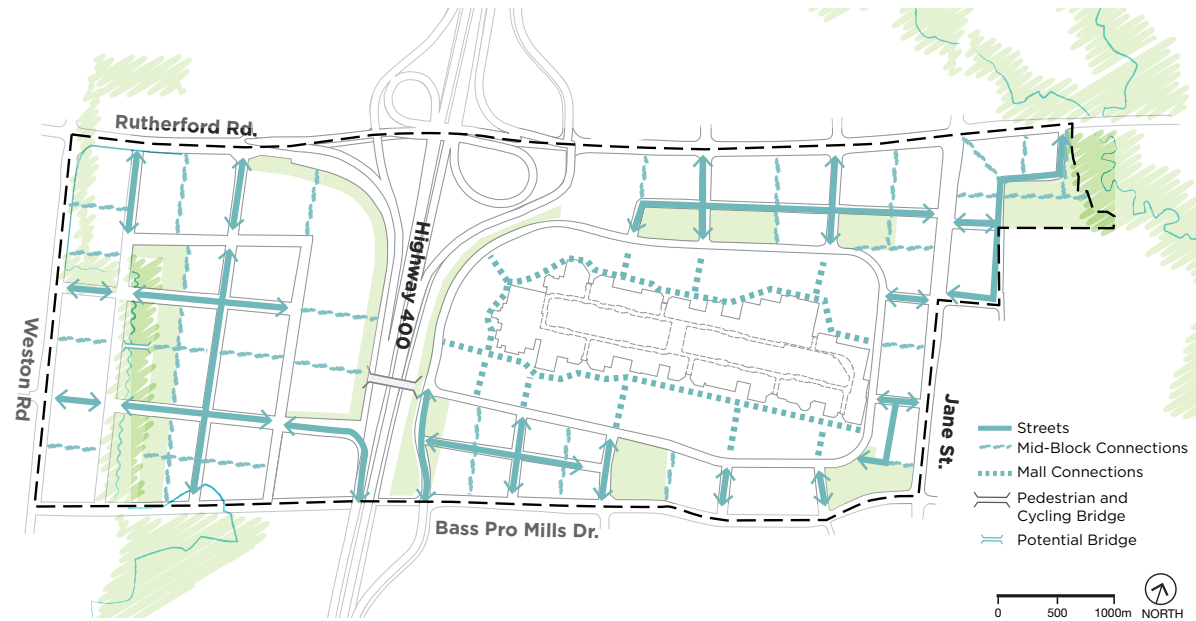 Rutherford Rd.
Highway 400
Weston Rd
Jane St.
Bass Pro Mills Dr.
Streets
Mid-Block Connections
Mall Connections
Pedestrian and
Cycling Bridge
Potential Bridge
0 500 1000m NORTH